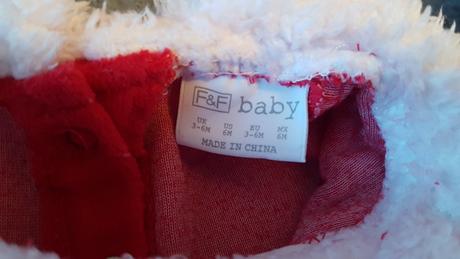 F&F baby
UK US EU MX
3-6M 6M 3-6M 6M
MADE IN CHINA